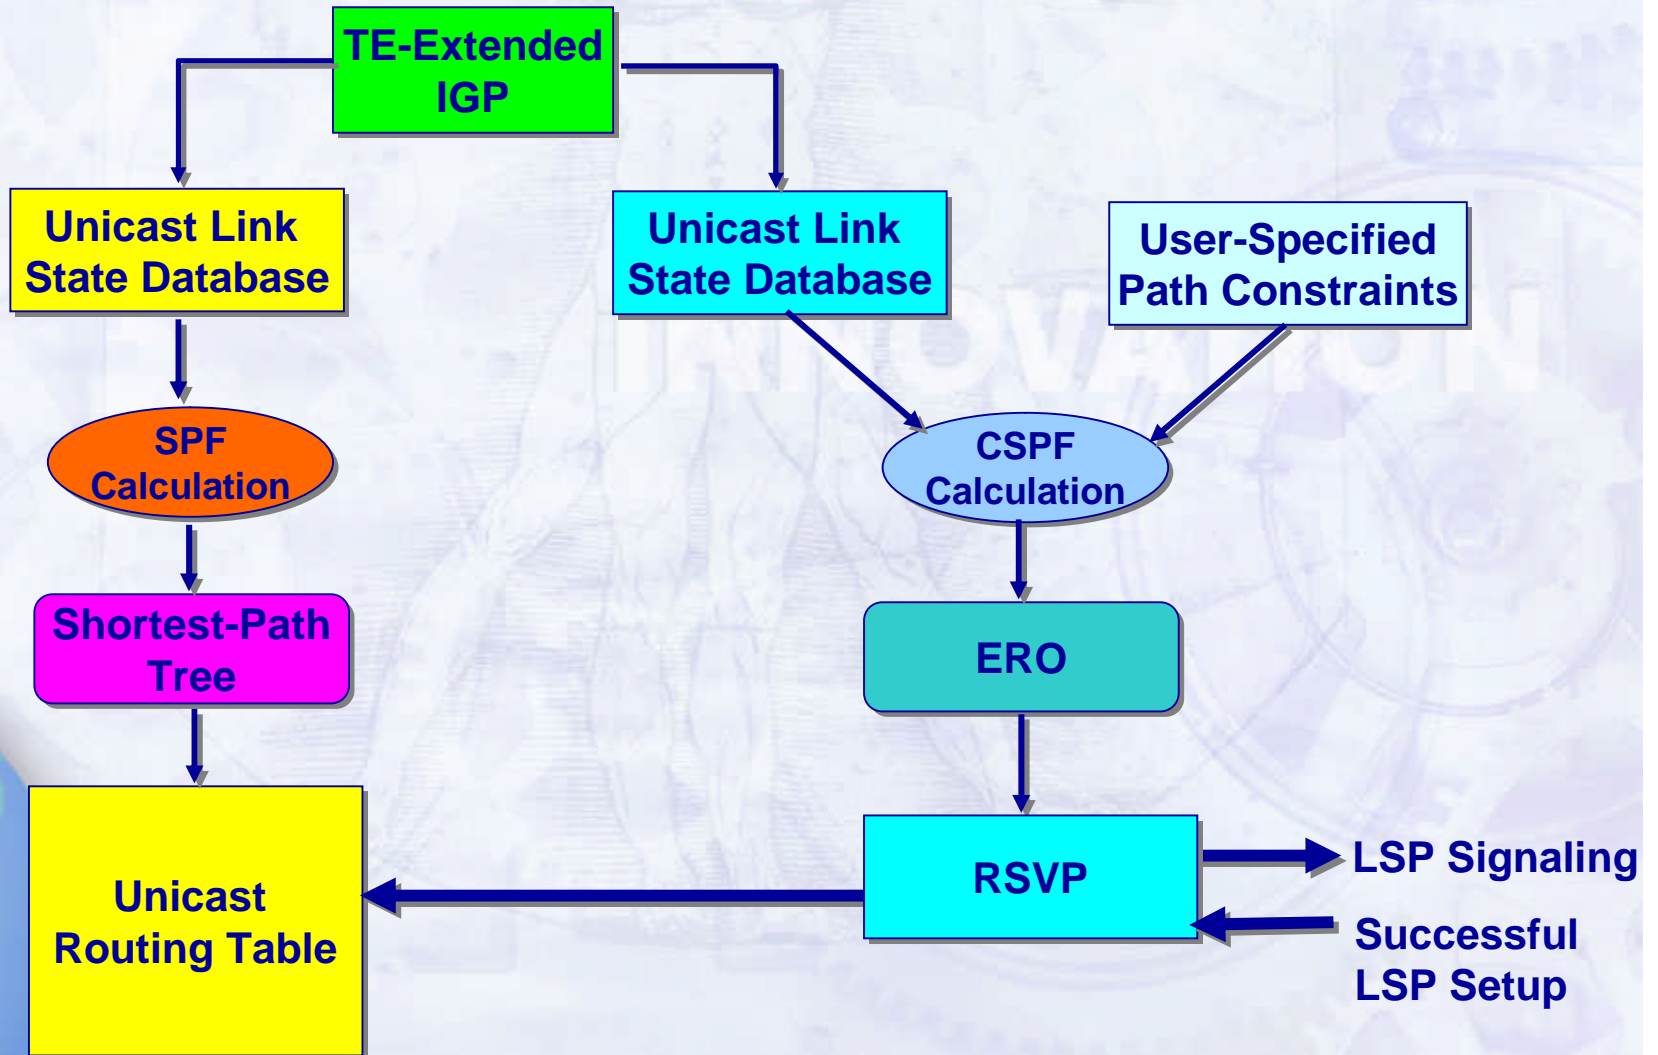 TE-Extended
IGP
Unicast Link
State Database
Unicast Link
State Database
User-Specified
Path Constraints
INNOVATION
SPF
Calculation
CSPF
Calculation
Shortest-Path
Tree
ERO
Unicast
Routing Table
RSVP
LSP Signaling
Successful
LSP Setup